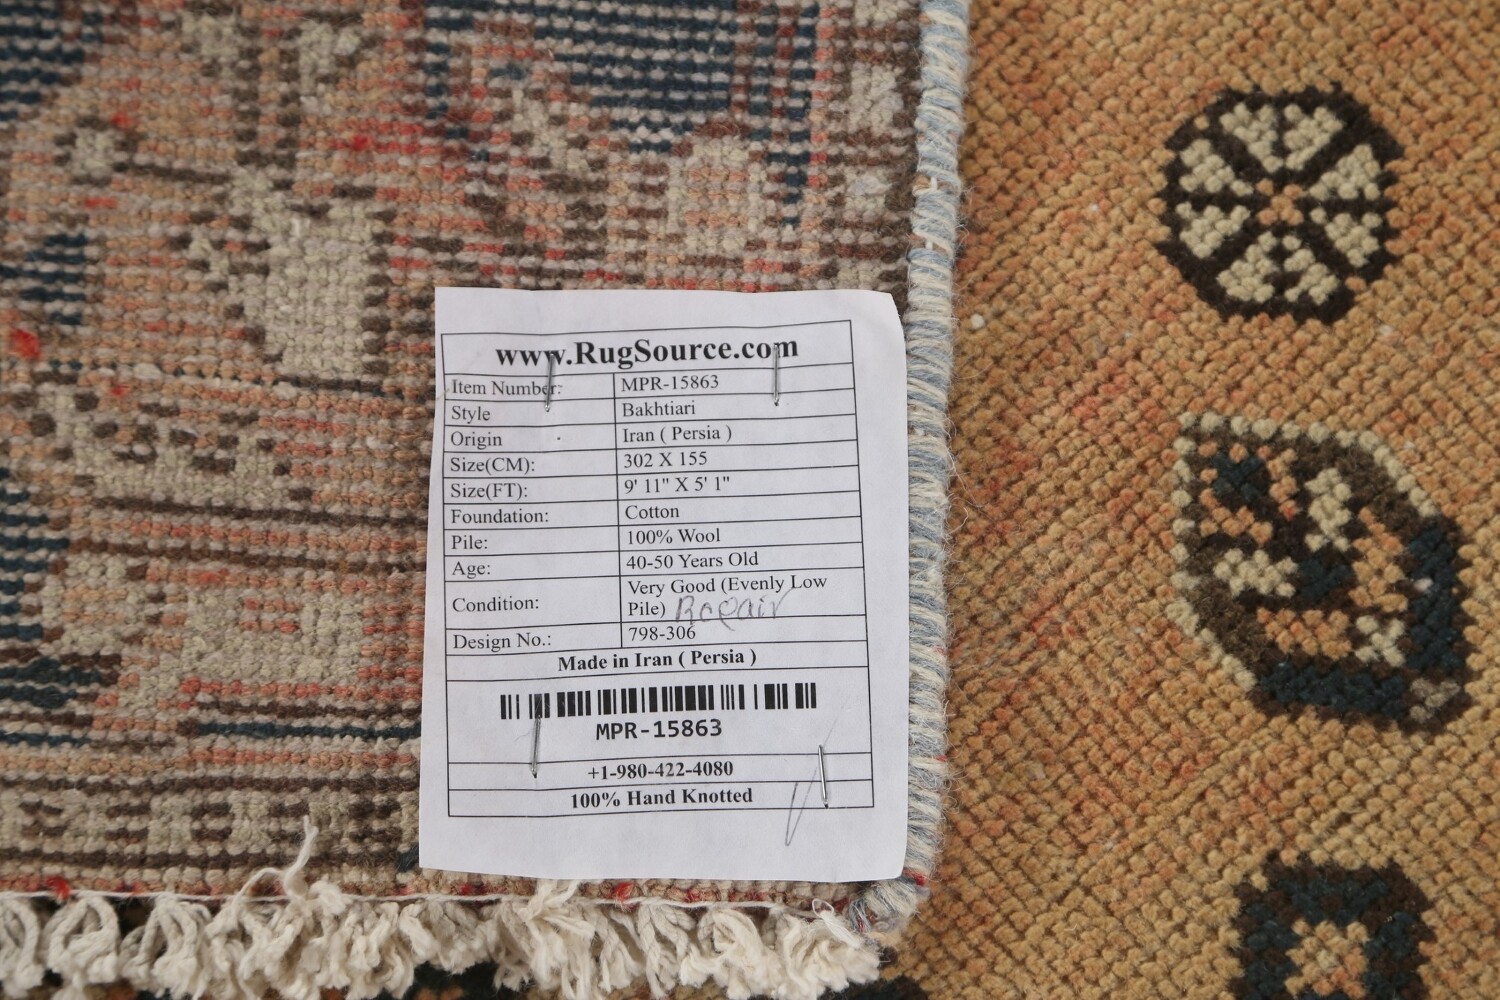 www.RugSource.com
Item Number: MPR-15863
Style Bakhtiari
Origin Iran ( Persia )
Size(CM): 302 X 155
Size(FT): 9' 11" X 5' 1"
Foundation: Cotton
Pile: 100% Wool
Age: 40-50 Years Old
Condition: Very Good (Evenly Low
Pile) Repair
Design No.: 798-306
Made in Iran ( Persia )
MPR-15863
+1-980-422-4080
100% Hand Knotted